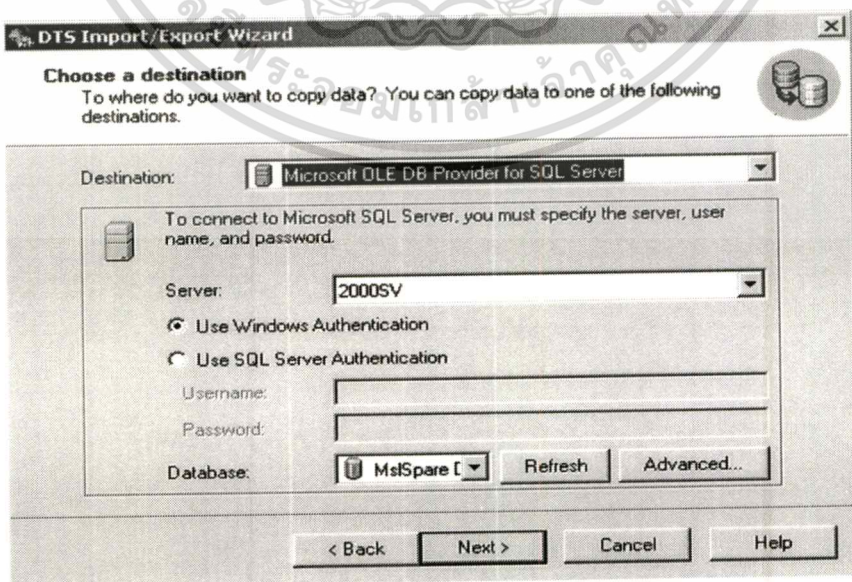 DTS Import/Export Wizard
Choose a destination
To where do you want to copy data? You can copy data to one of the following
destinations.
Destination: Microsoft OLE DB Provider for SQL Server
To connect to Microsoft SQL Server, you must specify the server, user
name, and password.
Server: 2000SV
Use Windows Authentication
Use SQL Server Authentication
Username:
Password:
Database: MslSpare Refresh Advanced...
< Back Next > Cancel Help